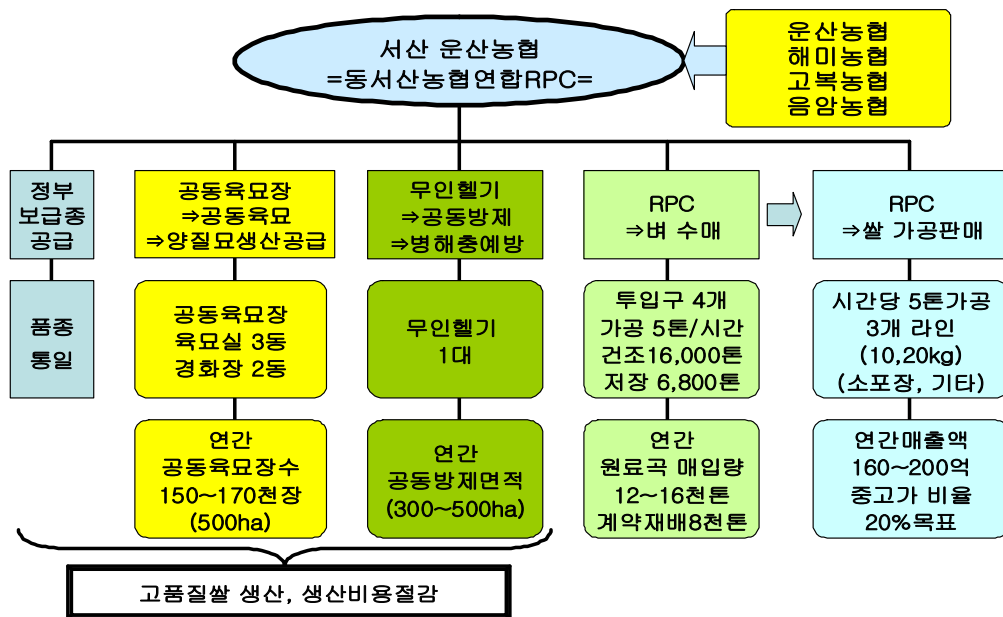 서산 운산농협
=동서산농협연합RPC=
운산농협
해미농협
고복농협
음암농협
정부
보급종
공급
공동육묘장
⇒공동육묘
⇒양질묘생산공급
무인헬기
⇒공동방제
⇒병해충예방
RPC
⇒벼 수매
RPC
⇒쌀 가공판매
품종
통일
공동육묘장
육묘실 3동
경화장 2동
무인헬기
1대
투입구 4개
가공 5톤/시간
건조16,000톤
저장 6,800톤
시간당 5톤가공
3개 라인
(10,20kg)
(소포장, 기타)
연간
공동육묘장수
150~170천장
(500ha)
연간
공동방제면적
(300~500ha)
연간
원료곡 매입량
12~16천톤
계약재배8천톤
연간매출액
160~200억
중고가 비율
20%목표
고품질쌀 생산, 생산비용절감